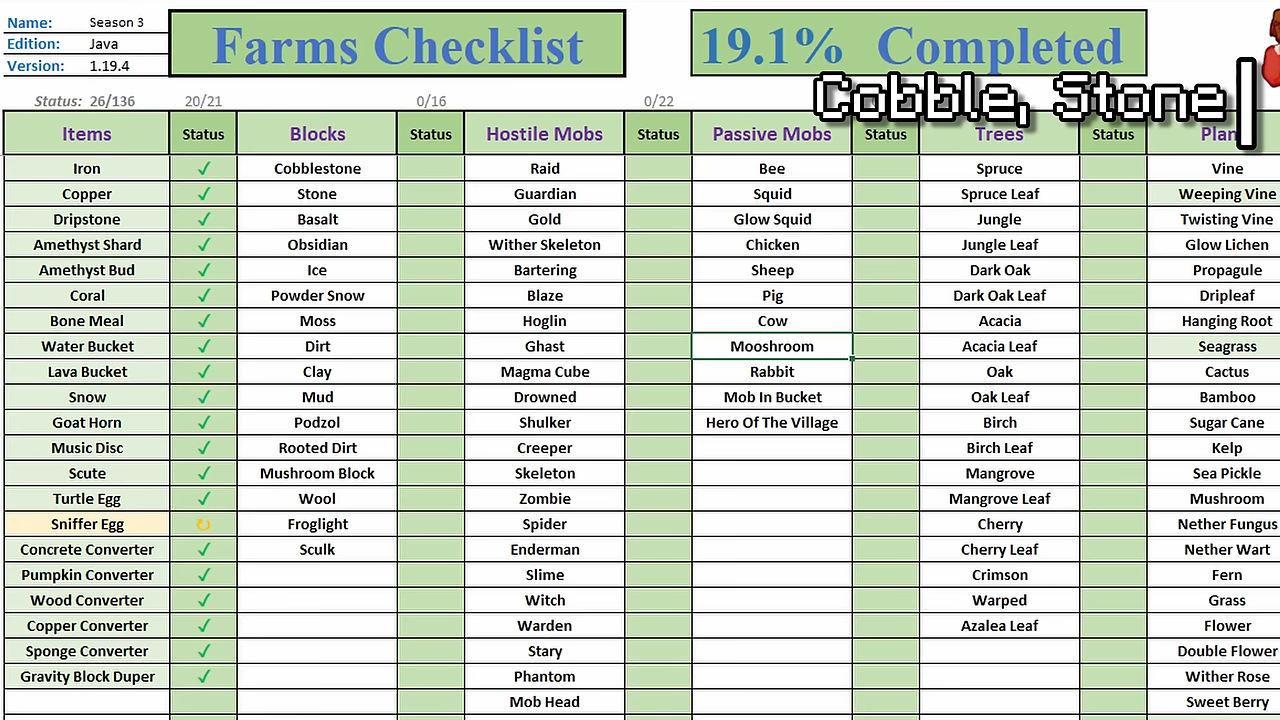 Name: Season 3
Edition: Java
Version: 1.19.4
Farms Checklist
19.1% Completed
Cobble, Stone
Status: 26/136 20/21 0/16 0/22
Items Status Blocks Status Hostile Mobs Status Passive Mobs Status Trees Status
Iron ✓ Cobblestone Raid Bee Spruce Vine
Copper ✓ Stone Guardian Squid Spruce Leaf Weeping Vine
Dripstone ✓ Basalt Gold Glow Squid Jungle Twisting Vine
Amethyst Shard ✓ Obsidian Wither Skeleton Chicken Jungle Leaf Glow Lichen
Amethyst Bud ✓ Ice Bartering Sheep Dark Oak Propagule
Coral ✓ Powder Snow Blaze Pig Dark Oak Leaf Dripleaf
Bone Meal ✓ Moss Hoglin Cow Acacia Hanging Root
Water Bucket ✓ Dirt Ghast Mooshroom Acacia Leaf Seagrass
Lava Bucket ✓ Clay Magma Cube Rabbit Oak Cactus
Snow ✓ Mud Drowned Mob In Bucket Oak Leaf Bamboo
Goat Horn ✓ Podzol Shulker Hero Of The Village Birch Sugar Cane
Music Disc ✓ Rooted Dirt Creeper Birch Leaf Kelp
Scute ✓ Mushroom Block Skeleton Mangrove Sea Pickle
Turtle Egg ✓ Wool Zombie Mangrove Leaf Mushroom
Sniffer Egg ↻ Froglight Spider Cherry Nether Fungus
Concrete Converter ✓ Sculk Enderman Cherry Leaf Nether Wart
Pumpkin Converter ✓ Slime Crimson Fern
Wood Converter ✓ Witch Warped Grass
Copper Converter ✓ Warden Azalea Leaf Flower
Sponge Converter ✓ Stary Double Flower
Gravity Block Duper ✓ Phantom Wither Rose
Mob Head Sweet Berry